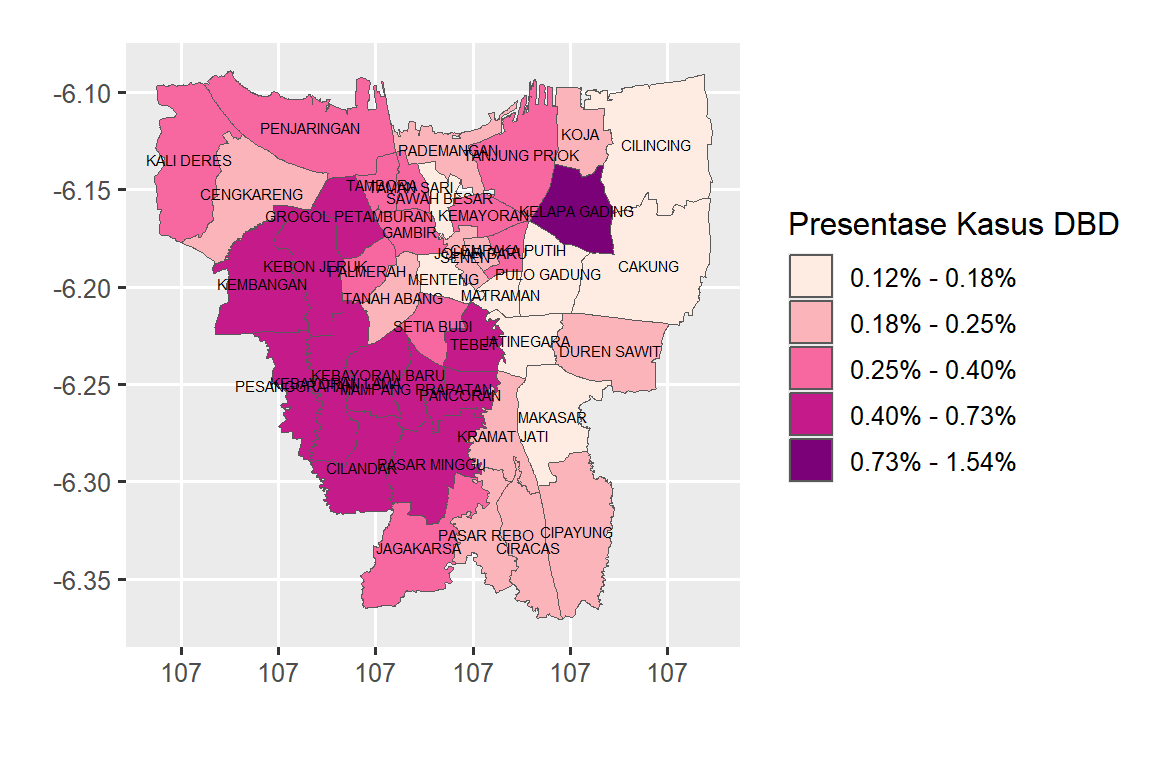 -6.10
-6.15
-6.20
-6.25
-6.30
-6.35
PENJARINGAN
KOJA
CILINCING
PADEMANGAN
TANJUNG PRIOK
KALI DERES
CENGKARENG
TAMBORA
TAMAN SARI
SAWAH BESAR
GROGOL PETAMBURAN
KEMAYORAN
KELAPA GADING
GAMBIR
CEMPAKA PUTIH
JOHAR BARU
SENEN
KEBON JERUK
PALMERAH
PULO GADUNG
CAKUNG
KEMBANGAN
MENTENG
TANAH ABANG
MATRAMAN
SETIA BUDI
TEBET
JATINEGARA
DUREN SAWIT
KEBAYORAN BARU
PESANGGRAHAN
KEBAYORAN LAMA
MAMPANG PRAPATAN
PANCORAN
MAKASAR
KRAMAT JATI
CILANDAK
PASAR MINGGU
PASAR REBO
CIPAYUNG
JAGAKARSA
CIRACAS
107 107 107 107 107 107
Presentase Kasus DBD
0.12% - 0.18%
0.18% - 0.25%
0.25% - 0.40%
0.40% - 0.73%
0.73% - 1.54%